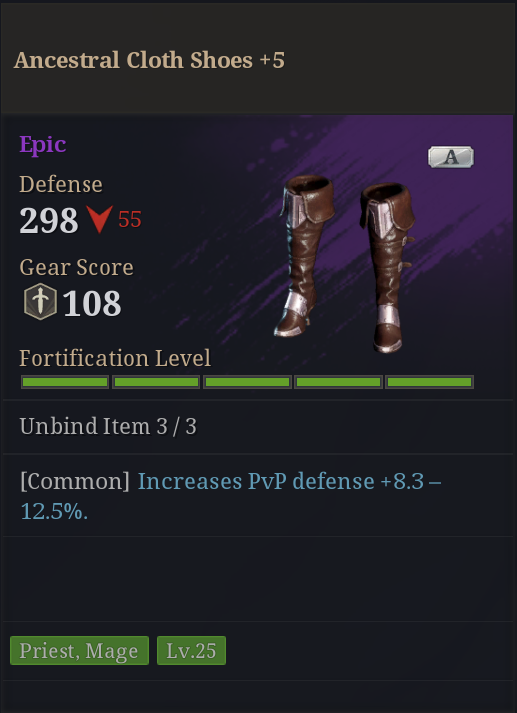 Ancestral Cloth Shoes +5
Epic
A
Defense
298 55
Gear Score
108
Fortification Level
Unbind Item 3 / 3
[Common] Increases PvP defense +8.3 –
12.5%.
Priest, Mage Lv.25